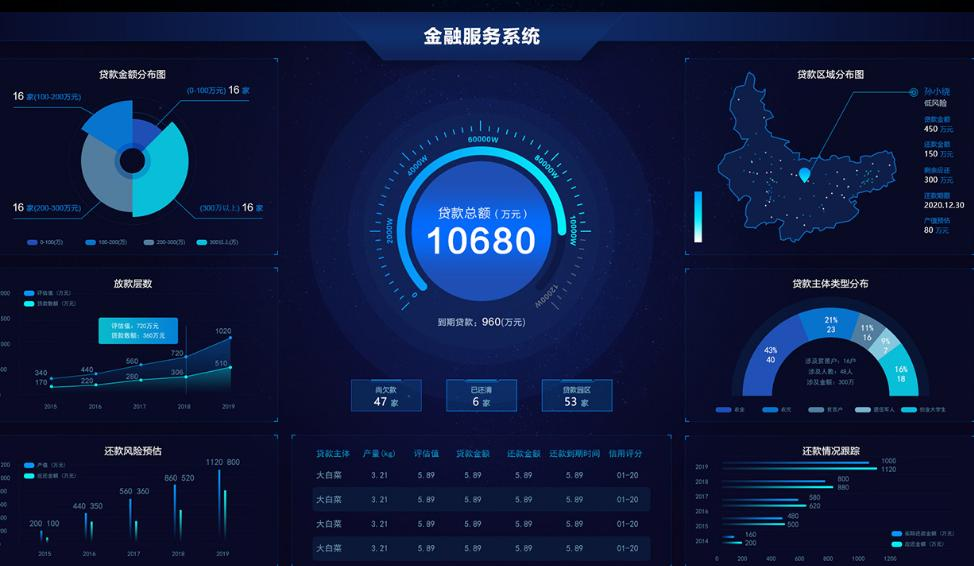 金融服务系统
贷款金额分布图
16 家(100-200万元)
(0-100万元) 16 家
16 家(200-300万元)
(300万以上) 16 家
0-100(万)
100-200(万)
200-300(万)
300以上(万)
0
2000W
4000W
60000W
80000W
10000W
12000W
贷款总额（万元）
10680
到期贷款：960(万元)
尚欠款
47 家
已还清
6 家
贷款园区
53 家
贷款区域分布图
孙小绕
低风险
贷款金额
450 万元
还款金额
150 万元
剩余应还
300 万元
还款期限
2020.12.30
产值预估
80 万元
放款层数
评估值（万元）
贷款数额（万元）
评估值：720万元
贷款数额：360万元
340 440 560 720 1020
170 220 280 306 510
2015 2016 2017 2018 2019
贷款主体类型分布
43%
40
21%
23
11%
16
9%
7
16%
18
涉及贫困户：16户
涉及人数：48人
涉及金额：300万
农业
农民
贫困户
退伍军人
创业大学生
还款风险预估
产值（万元）
应还金额（万元）
200 100
440 350
560 360
860 520
1120 800
2015 2016 2017 2018 2019
贷款主体 产量(kg) 评估值 贷款金额 还款金额 还款到期时间 信用评分
大白菜 3.21 5.89 5.89 5.89 5.89 01-20
大白菜 3.21 5.89 5.89 5.89 5.89 01-20
大白菜 3.21 5.89 5.89 5.89 5.89 01-20
大白菜 3.21 5.89 5.89 5.89 5.89 01-20
还款情况跟踪
2019 1000
1120
2018 800
880
2017 580
620
2016 480
2015 500
2014 160
200
实际还款金额（万元）
应还金额（万元）
0 200 400 600 800 1000 1200